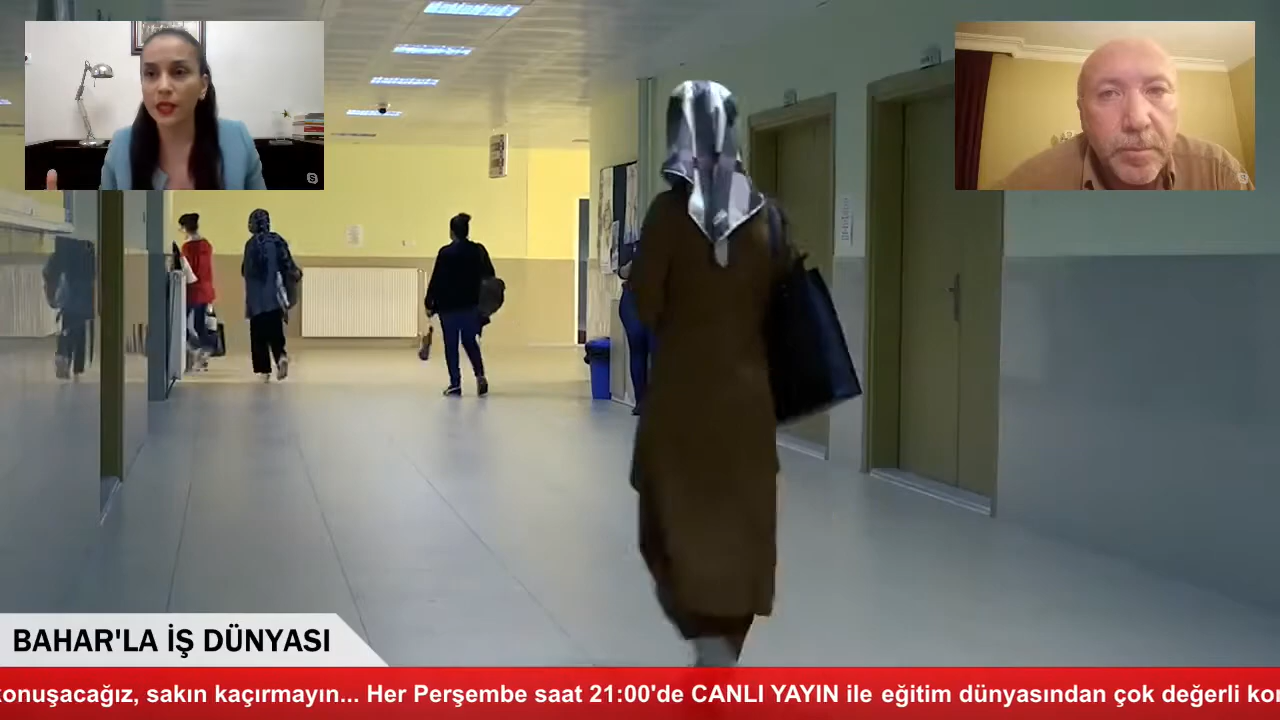 BAHAR'LA İŞ DÜNYASI
konuşacağız, sakın kaçırmayın... Her Perşembe saat 21:00'de CANLI YAYIN ile eğitim dünyasından çok değerli